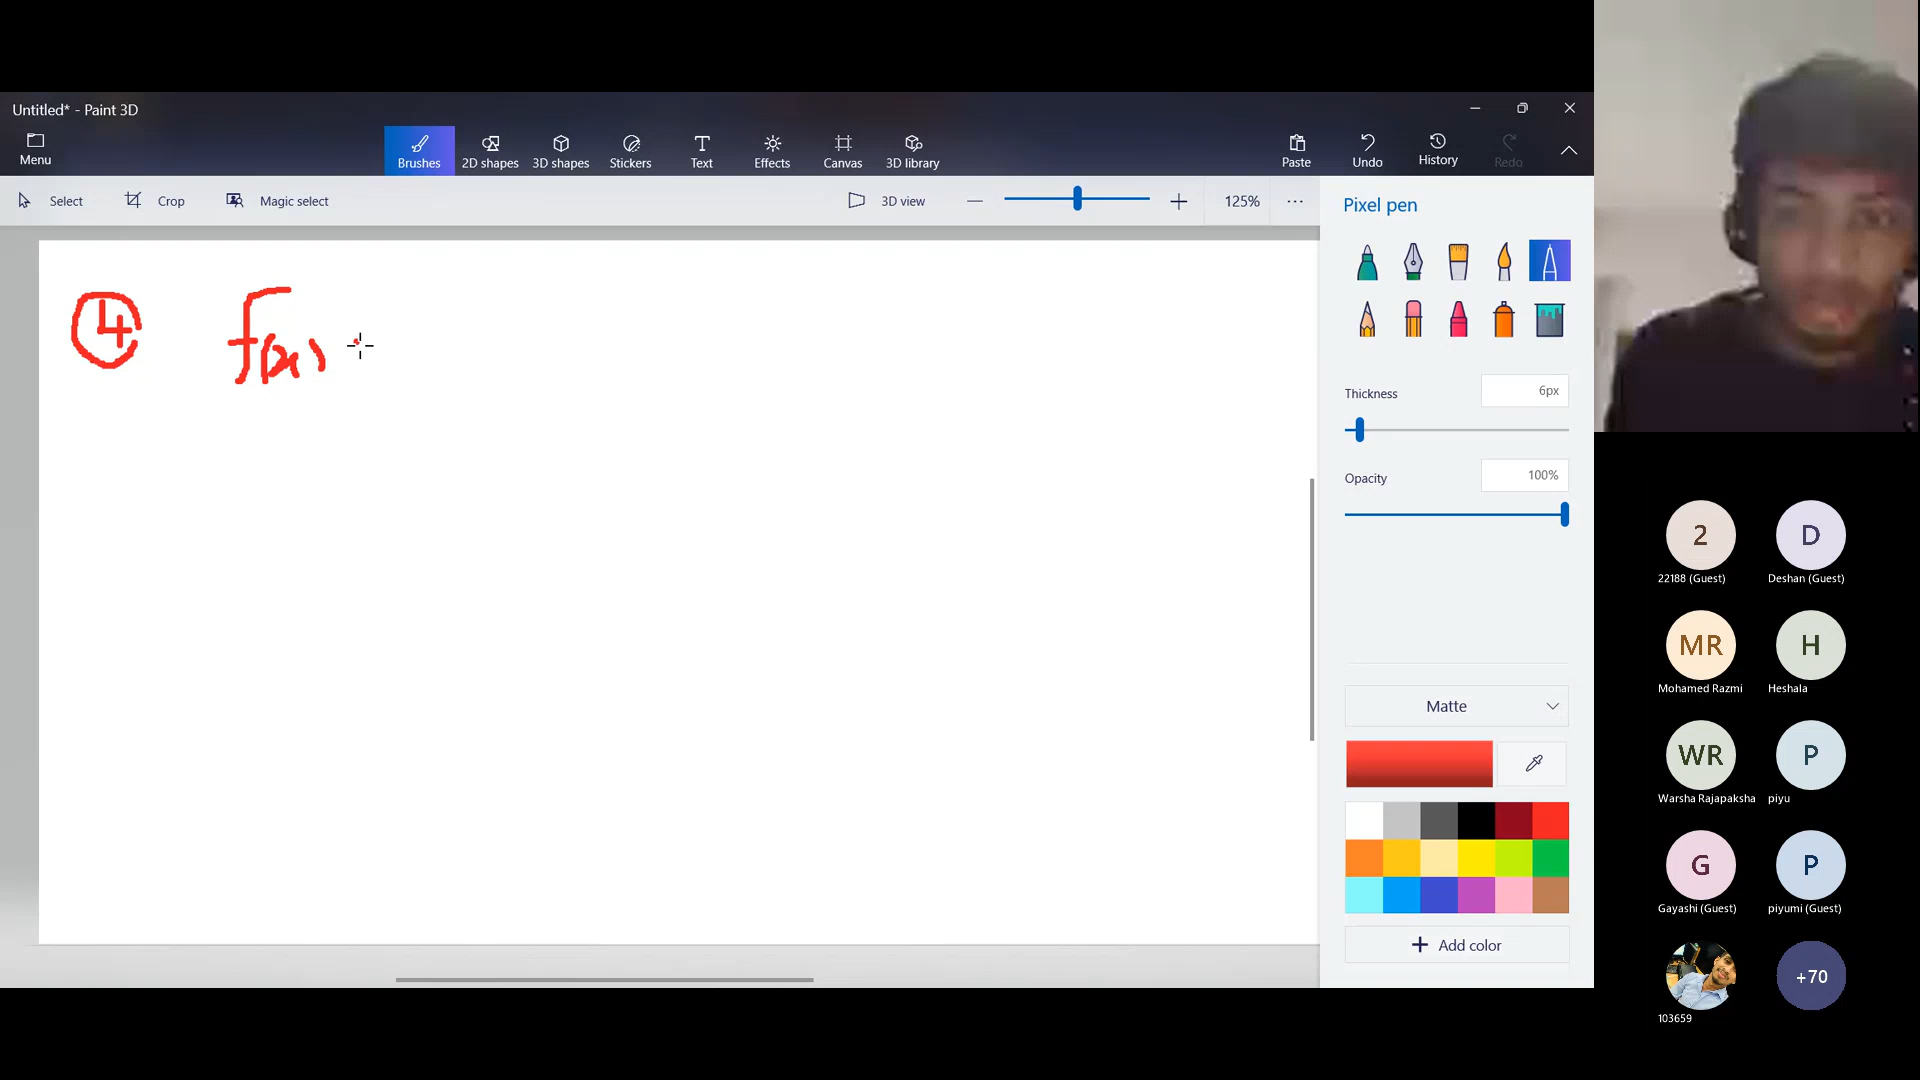 Untitled* - Paint 3D
Menu
Brushes
2D shapes
3D shapes
Stickers
Text
Effects
Canvas
3D library
Paste
Undo
History
Redo
Select
Crop
Magic select
3D view
125%
Pixel pen
④ f(x)
Thickness
6px
Opacity
100%
Matte
Add color
2
22188 (Guest)
D
Deshan (Guest)
MR
Mohamed Razmi
H
Heshala
WR
Warsha Rajapaksha
P
piyu
G
Gayashi (Guest)
P
piyumi (Guest)
103659
+70